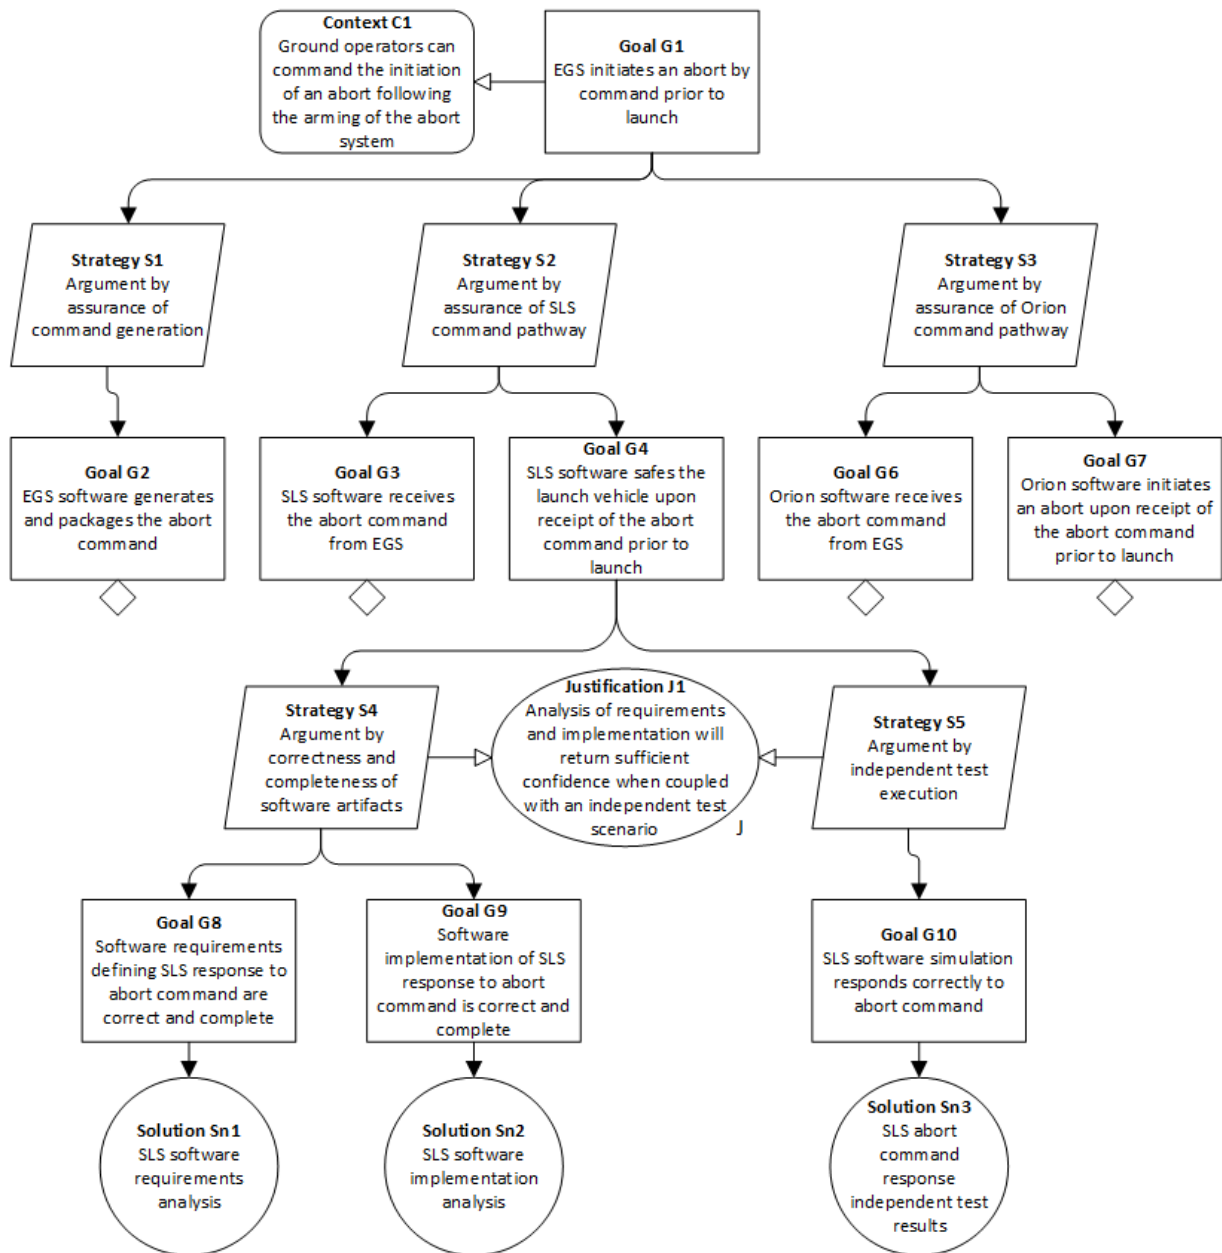 Context C1
Ground operators can
command the initiation
of an abort following
the arming of the abort
system
Goal G1
EGS initiates an abort by
command prior to
launch
Strategy S1
Argument by
assurance of
command generation
Strategy S2
Argument by
assurance of SLS
command pathway
Strategy S3
Argument by
assurance of Orion
command pathway
Goal G2
EGS software generates
and packages the abort
command
Goal G3
SLS software receives
the abort command
from EGS
Goal G4
SLS software safes the
launch vehicle upon
receipt of the abort
command prior to
launch
Goal G6
Orion software receives
the abort command
from EGS
Goal G7
Orion software initiates
an abort upon receipt of
the abort command
prior to launch
Strategy S4
Argument by
correctness and
completeness of
software artifacts
Justification J1
Analysis of requirements
and implementation will
return sufficient
confidence when coupled
with an independent test
scenario
J
Strategy S5
Argument by
independent test
execution
Goal G8
Software requirements
defining SLS response to
abort command are
correct and complete
Goal G9
Software
implementation of SLS
response to abort
command is correct and
complete
Goal G10
SLS software simulation
responds correctly to
abort command
Solution Sn1
SLS software
requirements
analysis
Solution Sn2
SLS software
implementation
analysis
Solution Sn3
SLS abort
command
response
independent test
results